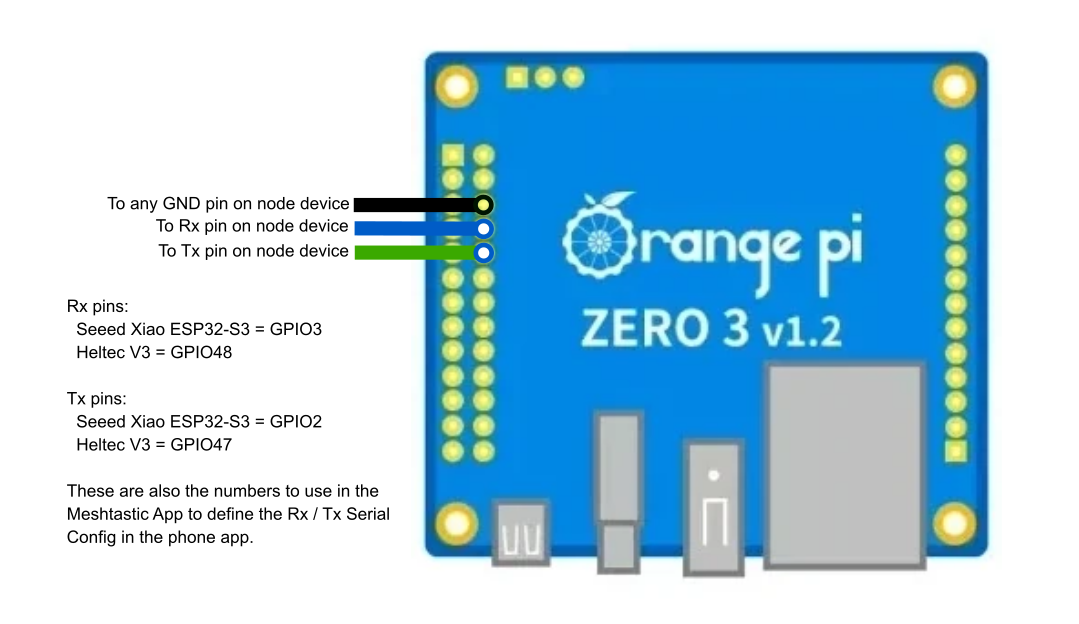 To any GND pin on node device
To Rx pin on node device
To Tx pin on node device
Rx pins:
Seeed Xiao ESP32-S3 = GPIO3
Heltec V3 = GPIO48
Tx pins:
Seeed Xiao ESP32-S3 = GPIO2
Heltec V3 = GPIO47
These are also the numbers to use in the
Meshtastic App to define the Rx / Tx Serial
Config in the phone app.
Orange pi
ZERO 3 v1.2